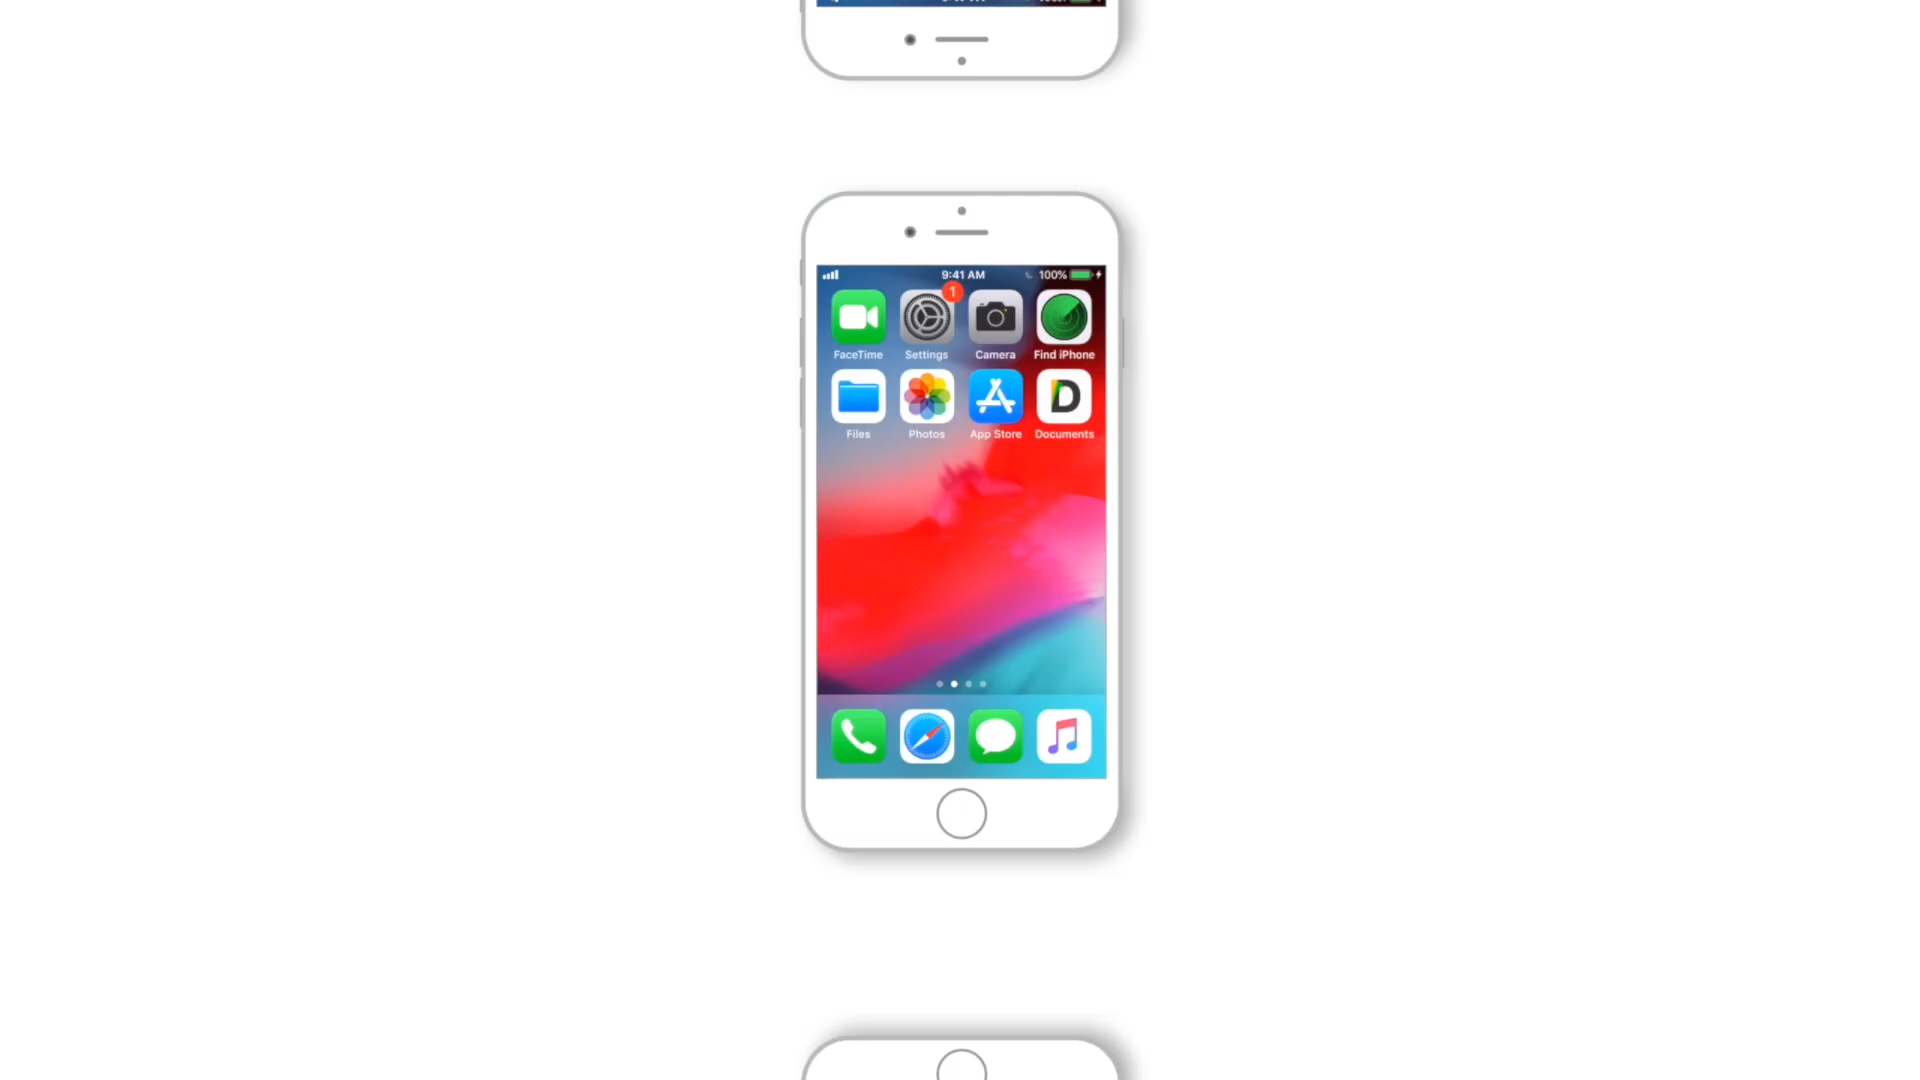 9:41 AM 100%
1
FaceTime Settings Camera Find iPhone
D
Files Photos App Store Documents